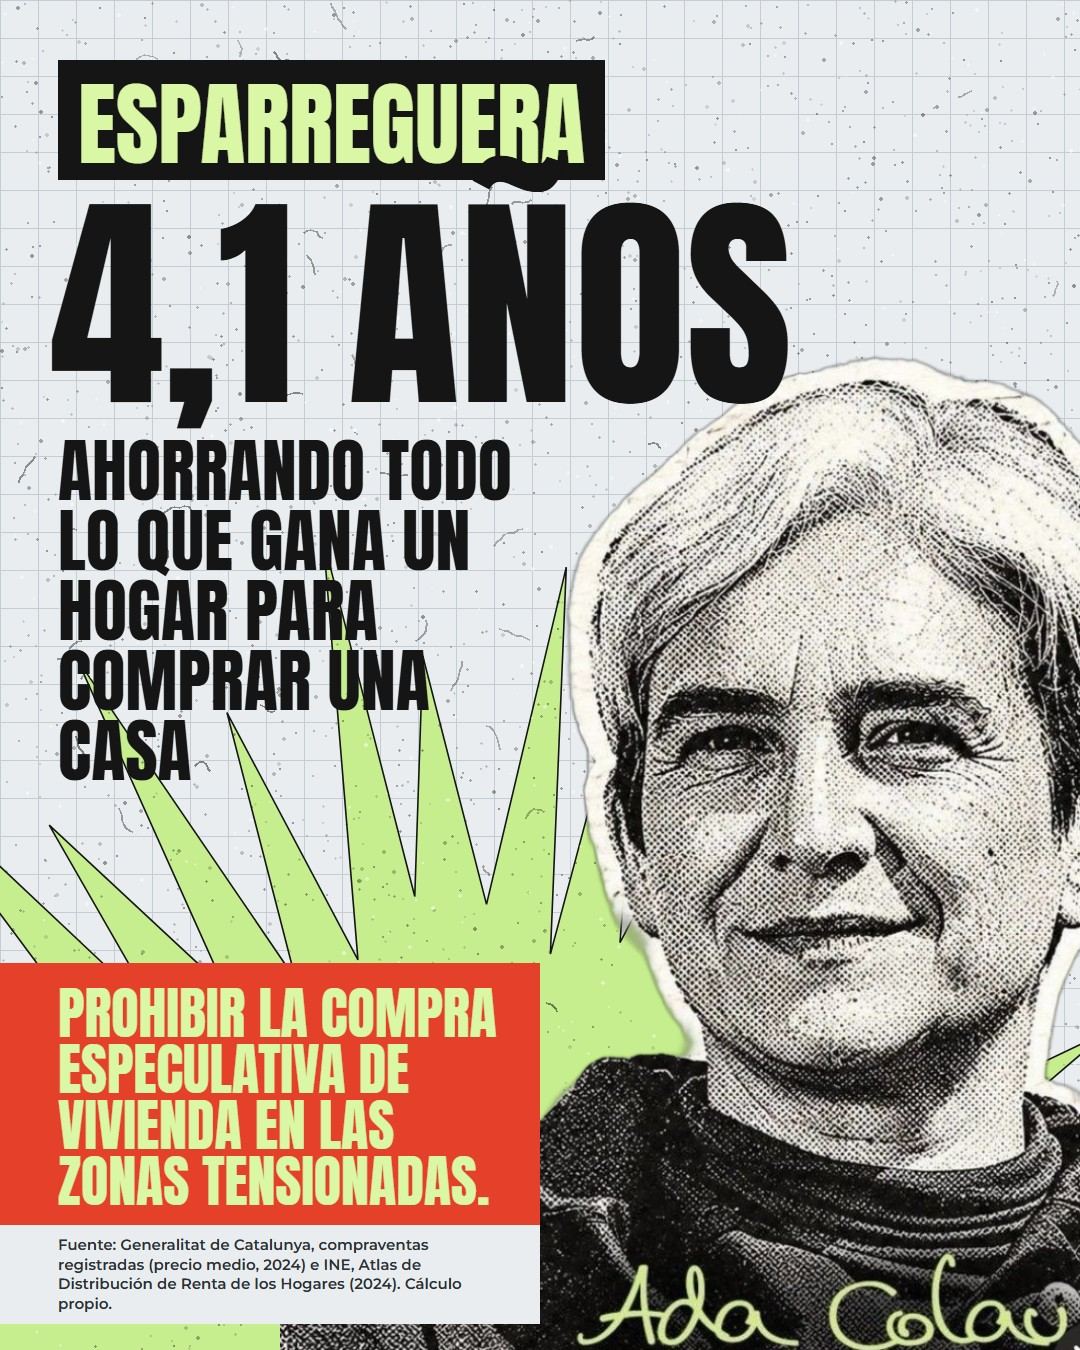 ESPARREGUERA
4,1 AÑOS
AHORRANDO TODO
LO QUE GANA UN
HOGAR PARA
COMPRAR UNA
CASA
PROHIBIR LA COMPRA
ESPECULATIVA DE
VIVIENDA EN LAS
ZONAS TENSIONADAS.
Fuente: Generalitat de Catalunya, compraventas
registradas (precio medio, 2024) e INE, Atlas de
Distribución de Renta de los Hogares (2024). Cálculo
propio.
Ada Colau